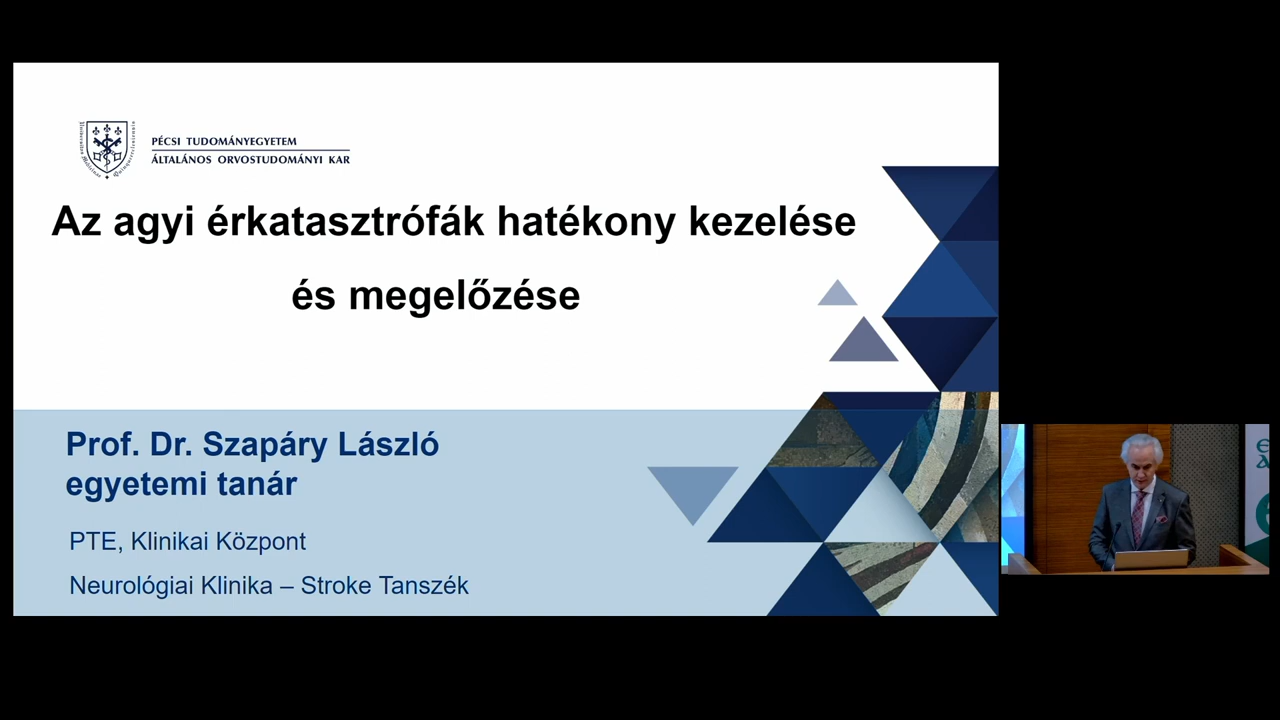 PÉCSI TUDOMÁNYEGYETEM
ÁLTALÁNOS ORVOSTUDOMÁNYI KAR
Az agyi érkatasztrófák hatékony kezelése
és megelőzése
Prof. Dr. Szapáry László
egyetemi tanár
PTE, Klinikai Központ
Neurológiai Klinika – Stroke Tanszék